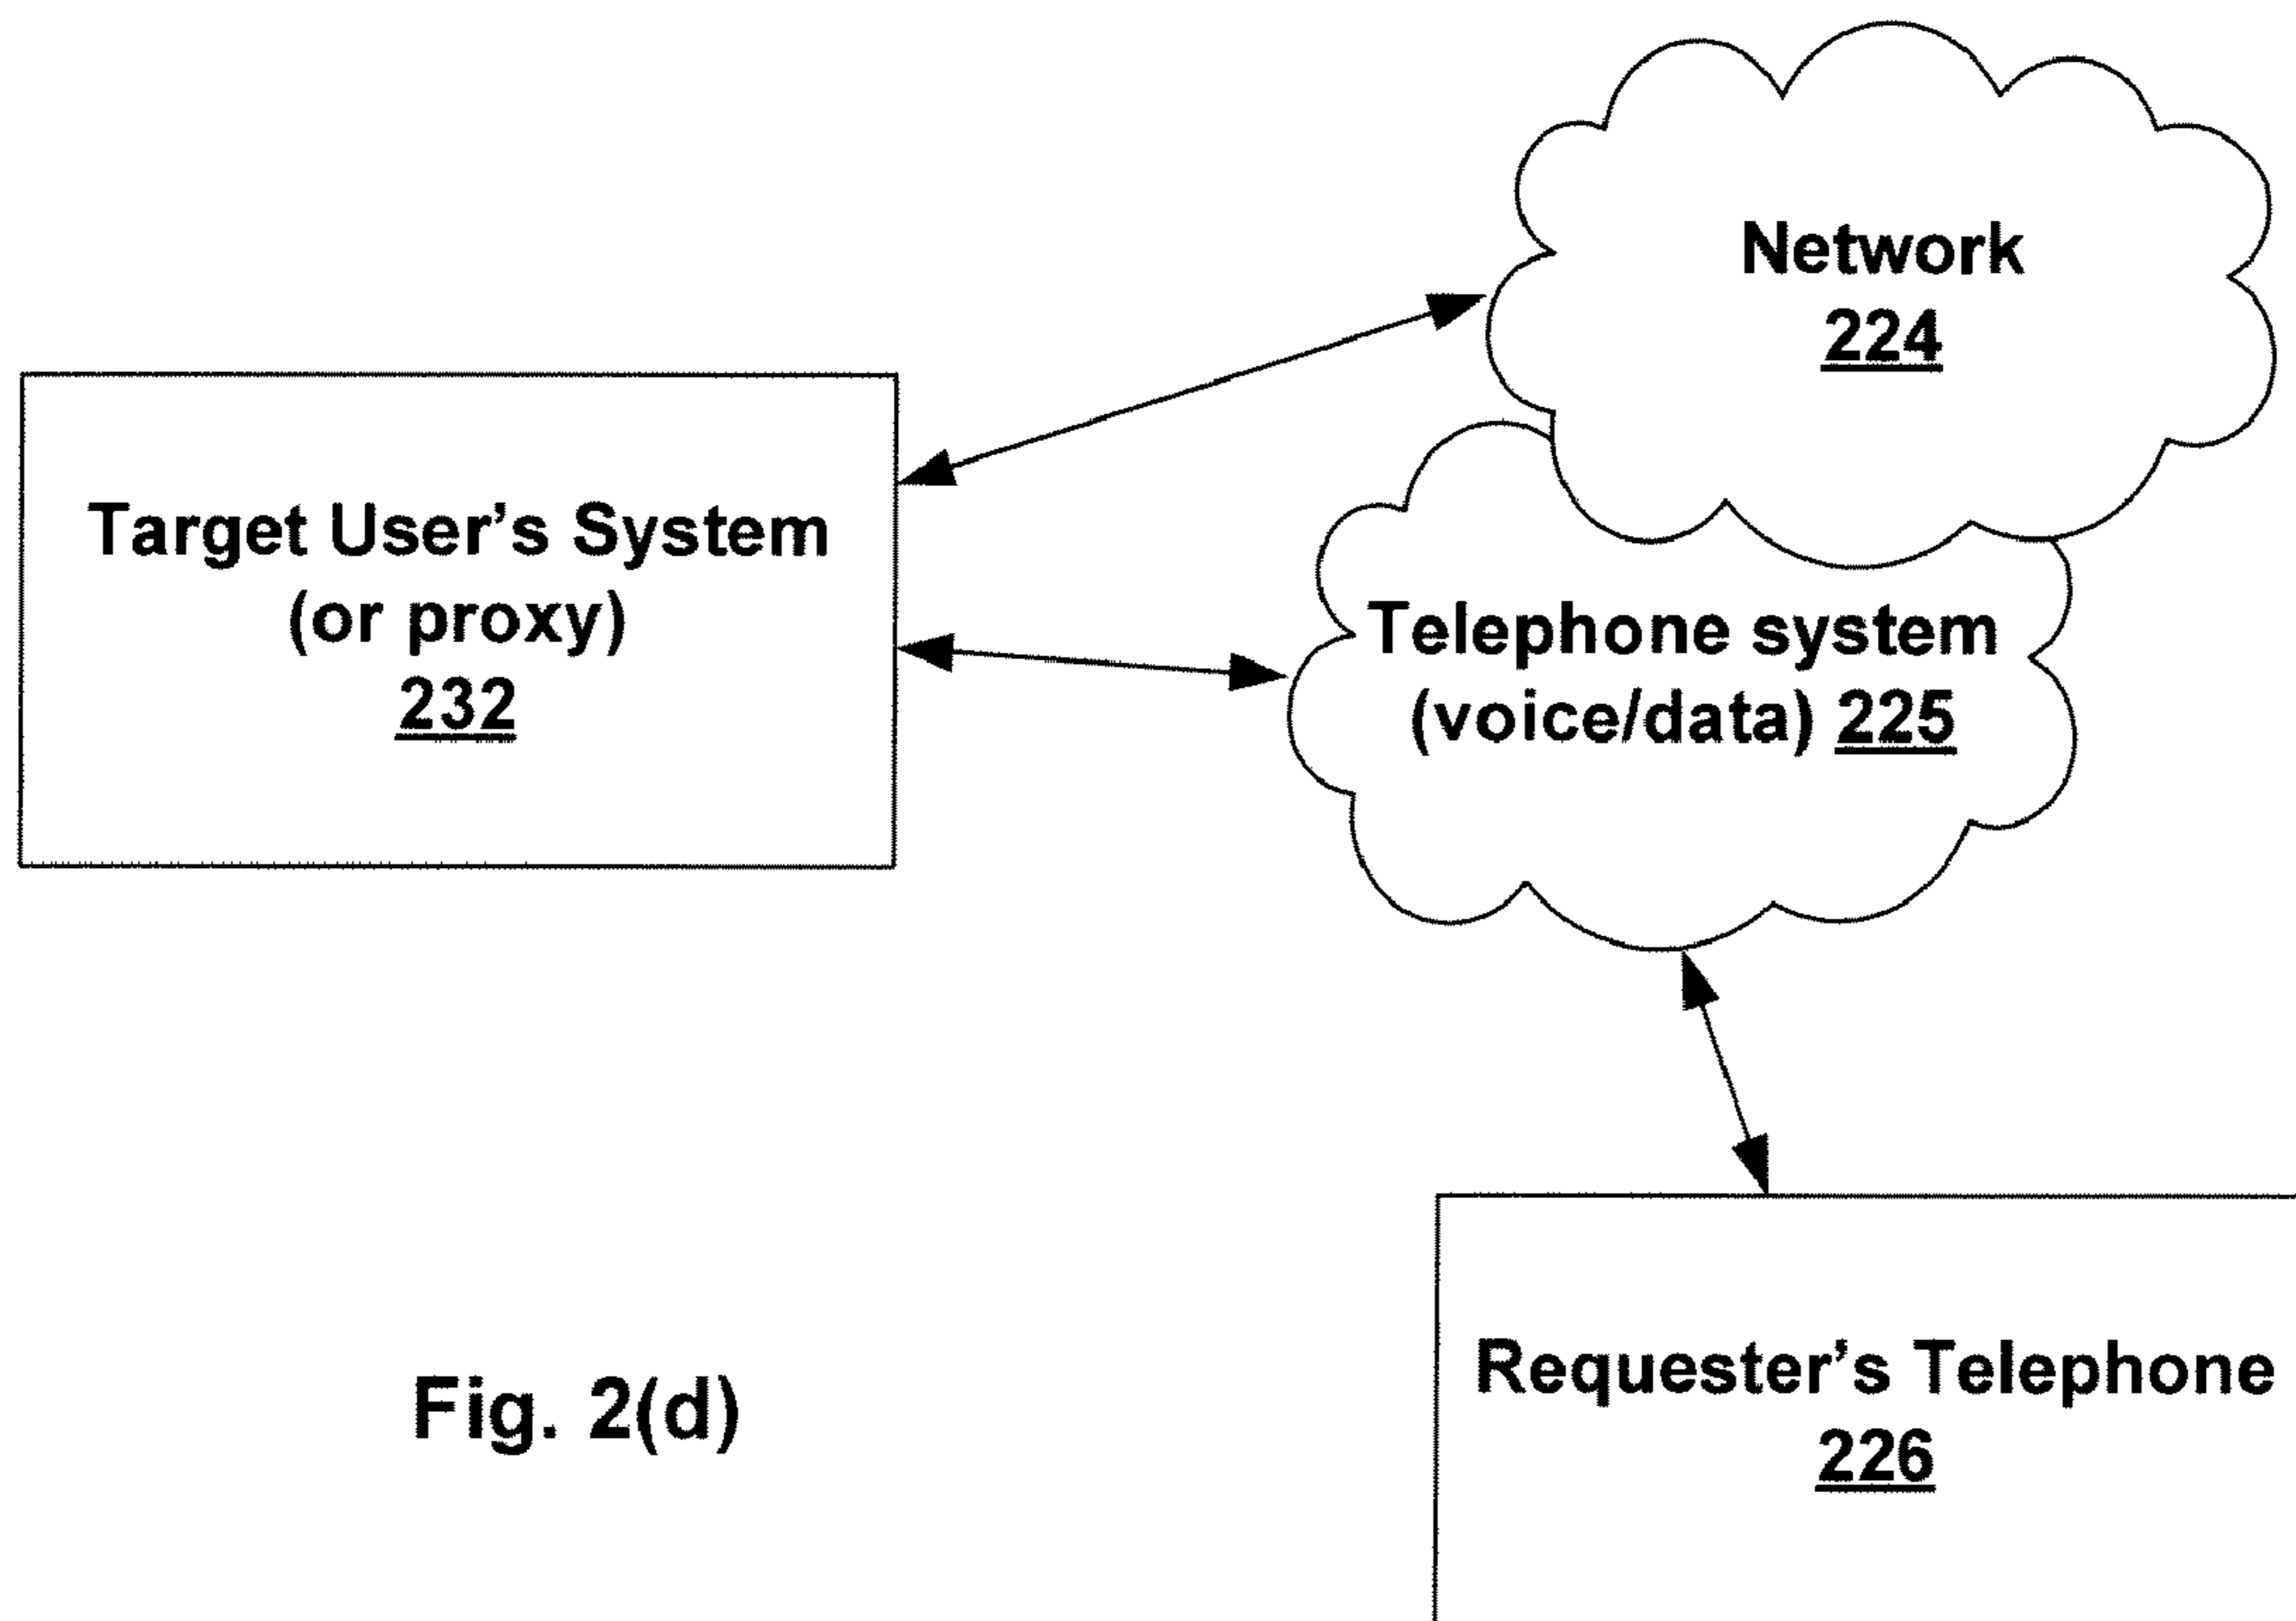 Network
224
Target User’s System
(or proxy)
232
Telephone system
(voice/data) 225
Requester’s Telephone
226
Fig. 2(d)